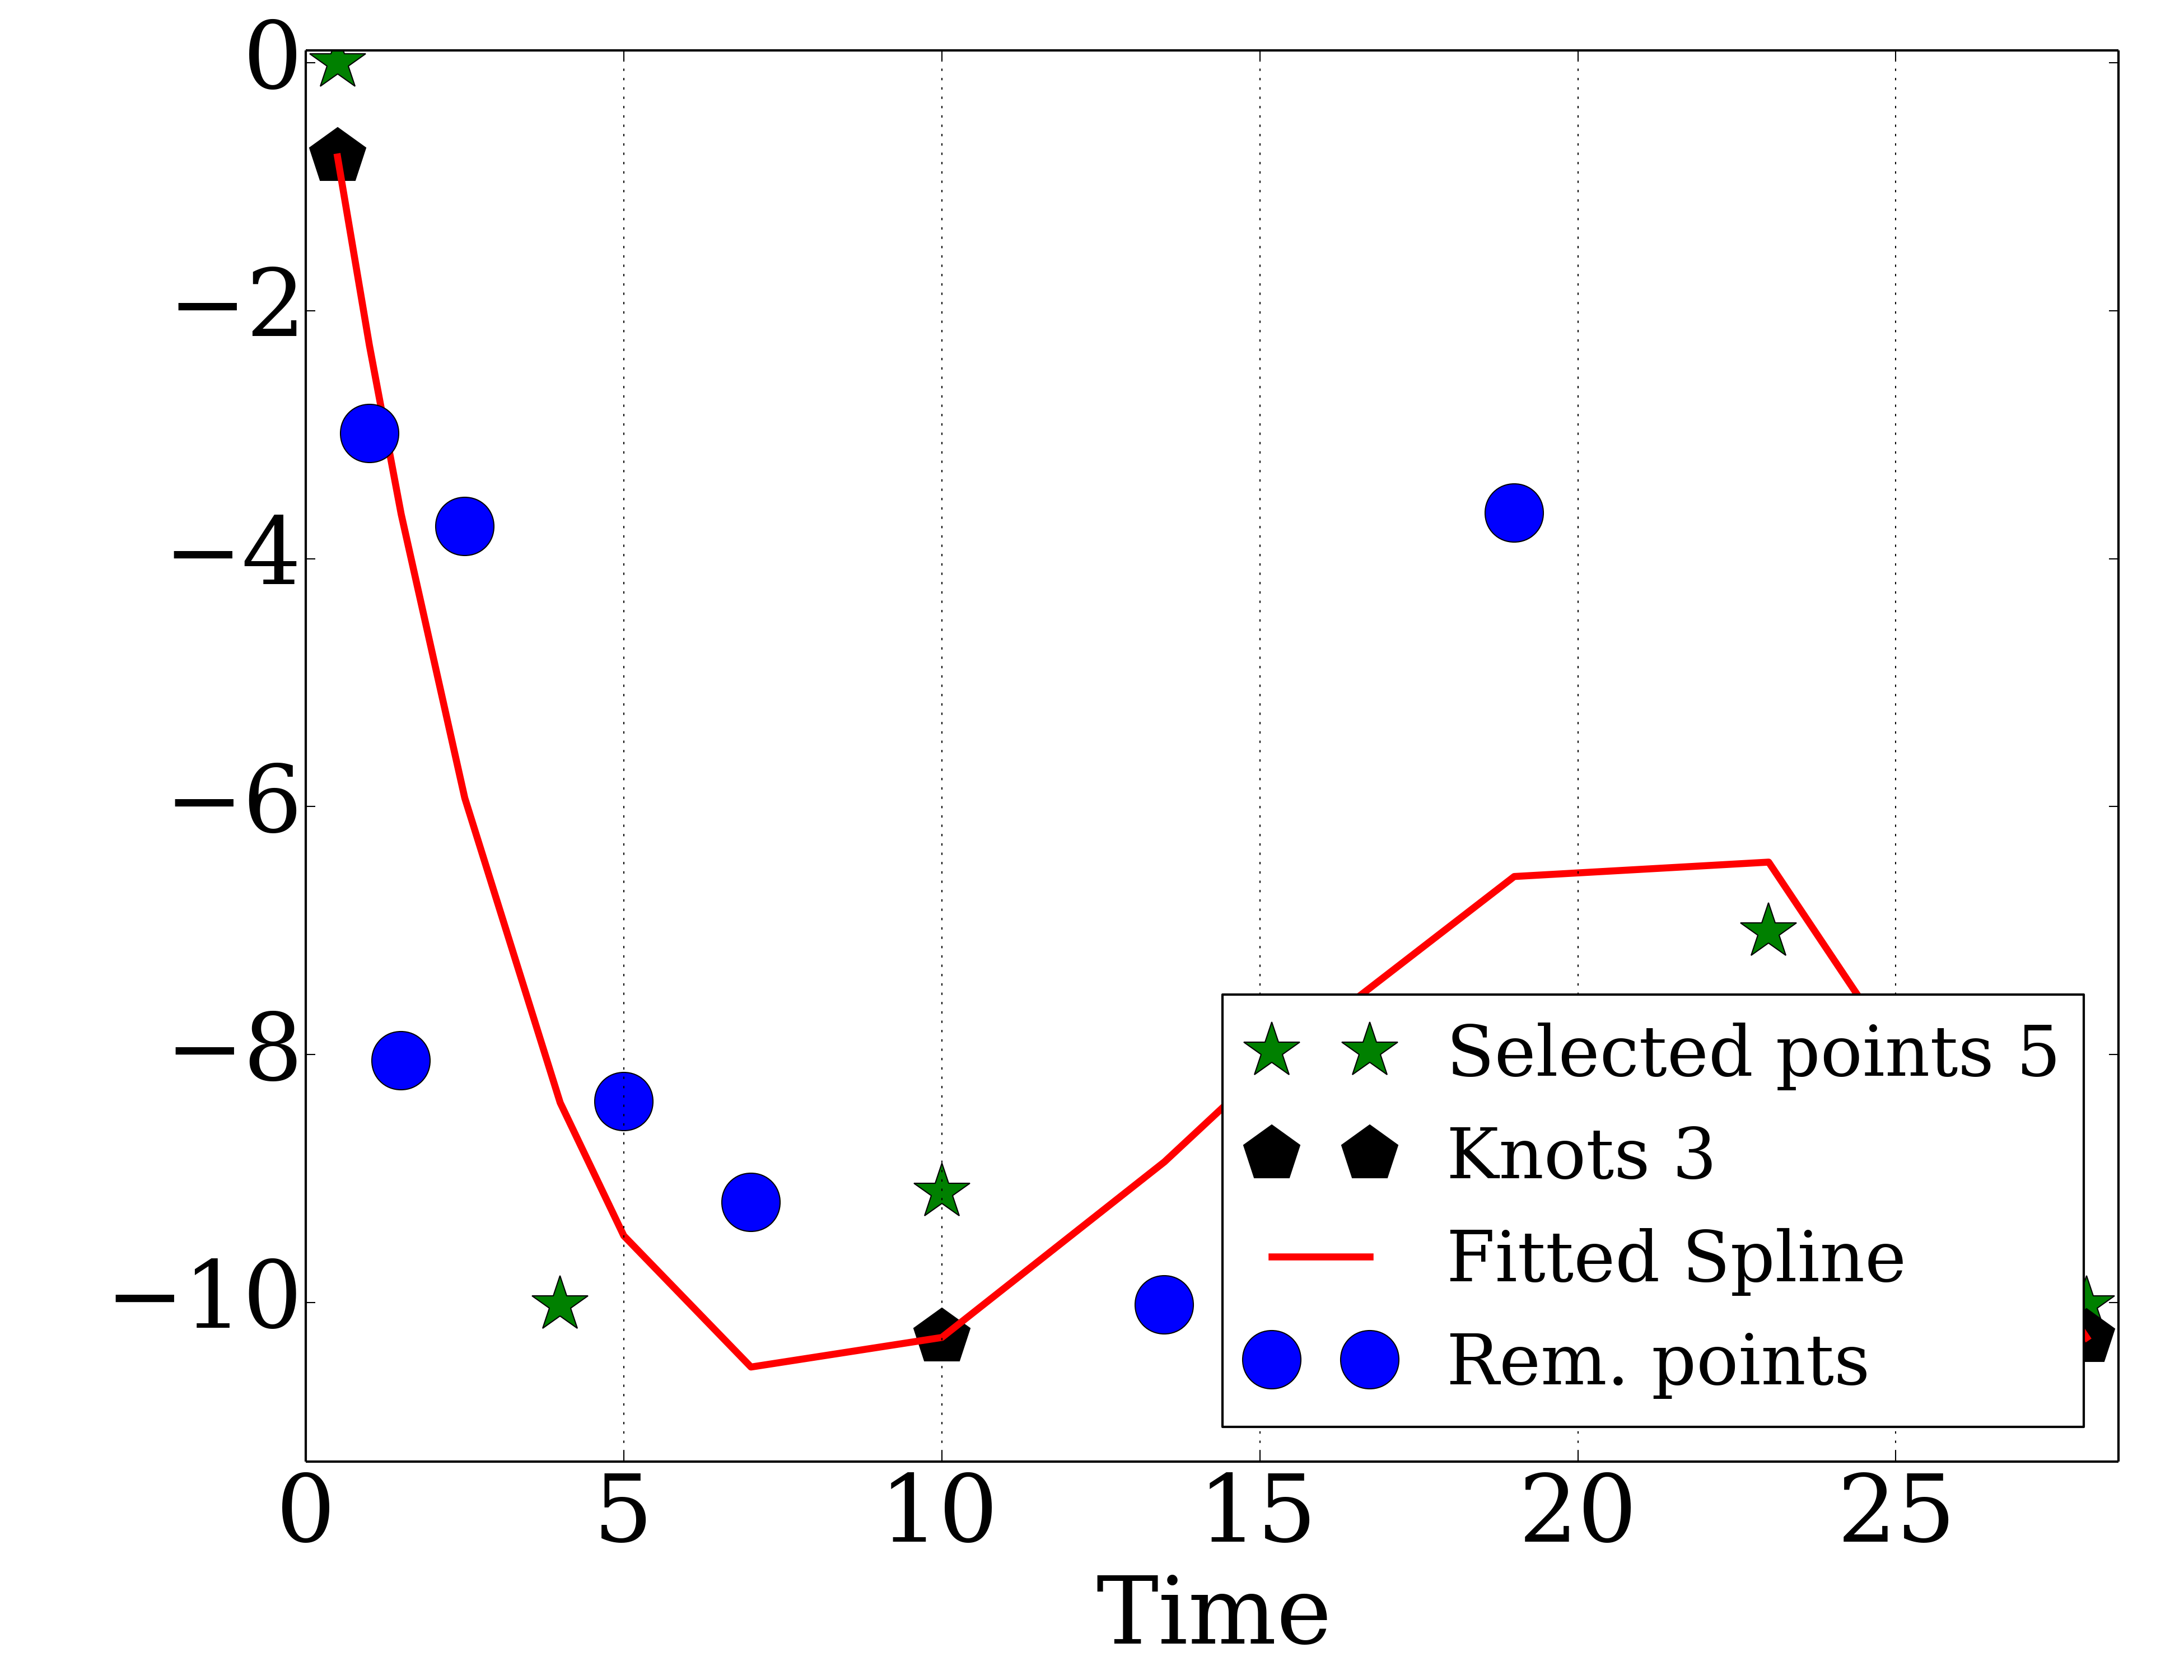 0
−2
−4
−6
−8
−10
Selected points 5
Knots 3
Fitted Spline
Rem. points
0 5 10 15 20 25
Time